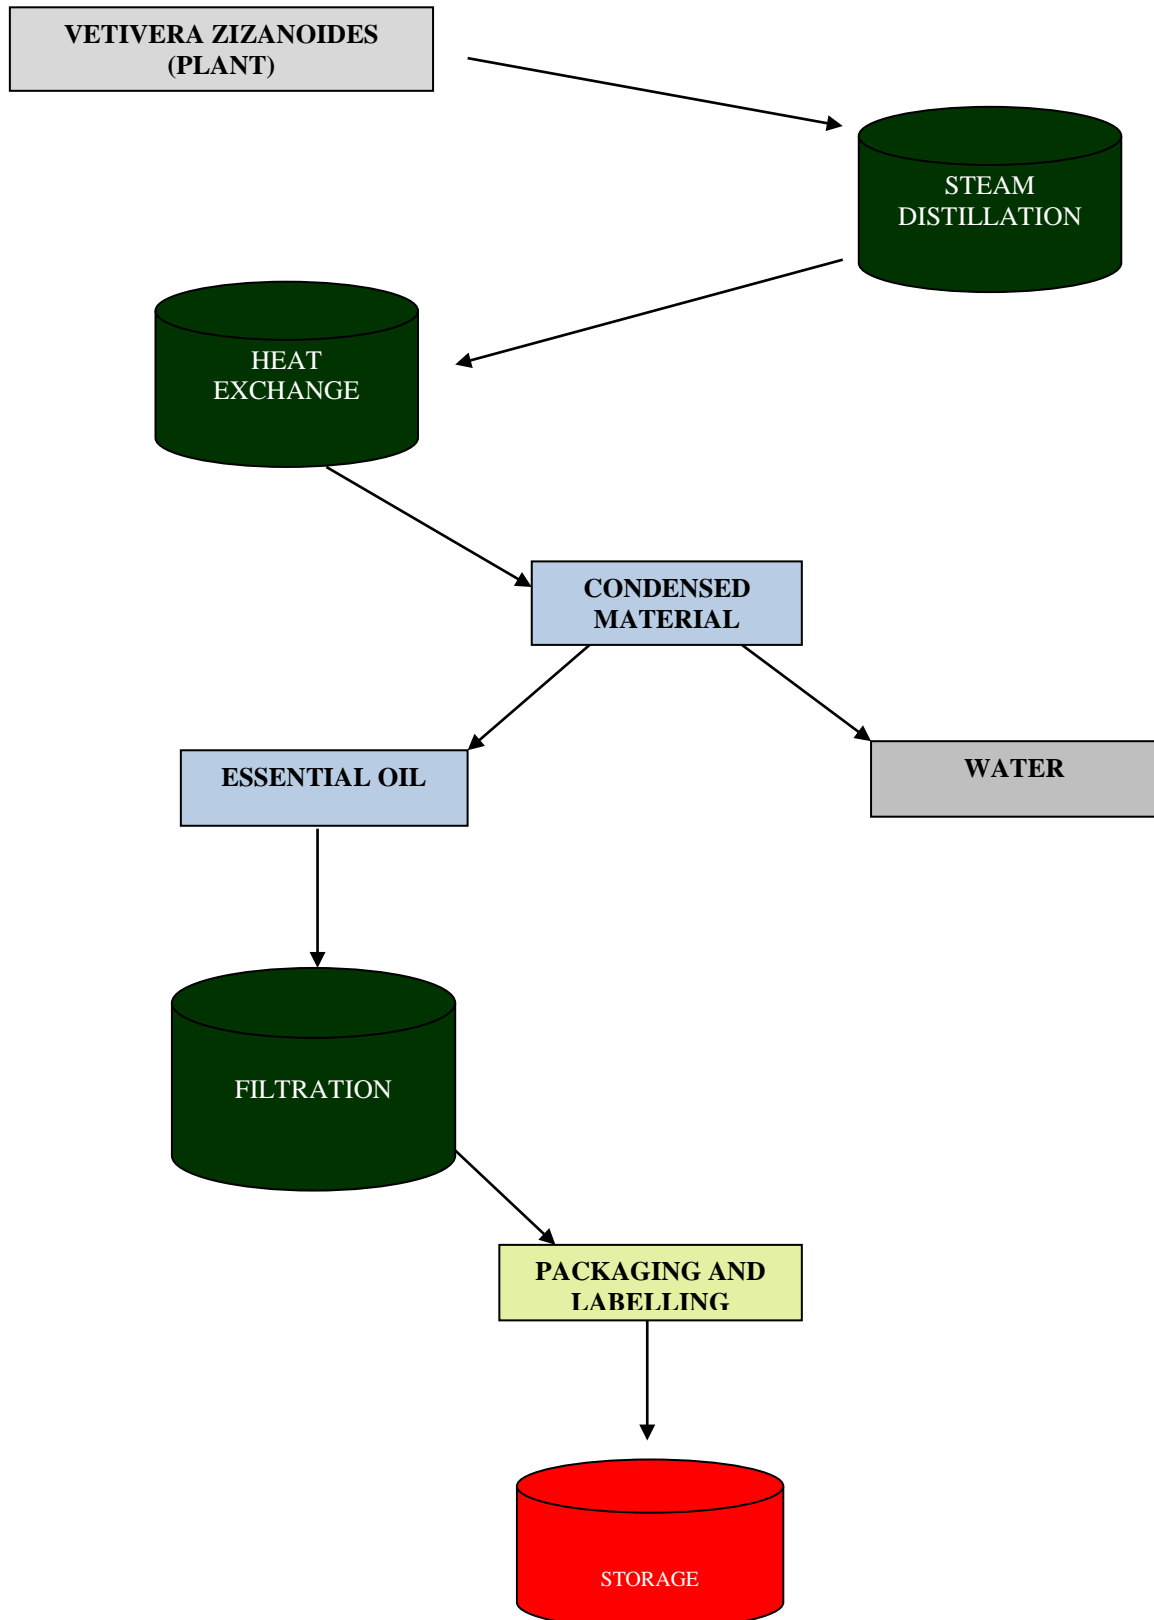 VETIVERA ZIZANOIDES
(PLANT)
STEAM
DISTILLATION
HEAT
EXCHANGE
CONDENSED
MATERIAL
ESSENTIAL OIL
WATER
FILTRATION
PACKAGING AND
LABELLING
STORAGE